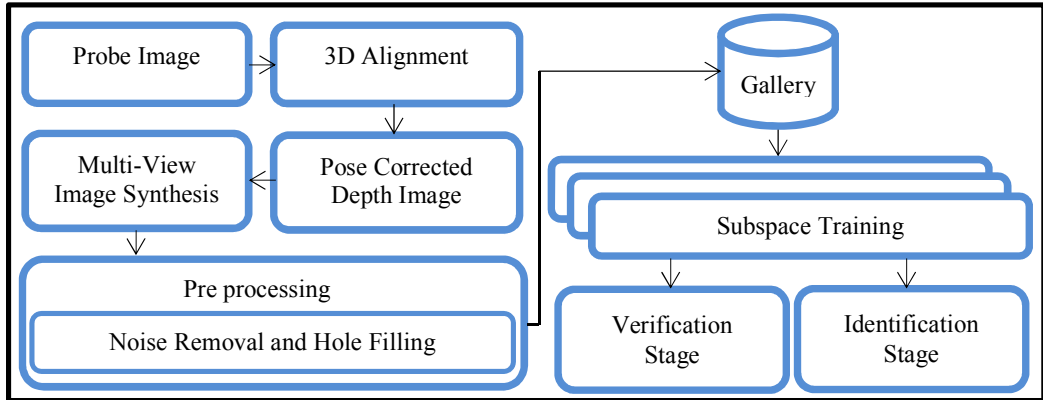 Probe Image
3D Alignment
Multi-View
Image Synthesis
Pose Corrected
Depth Image
Pre processing
Noise Removal and Hole Filling
Gallery
Subspace Training
Verification
Stage
Identification
Stage